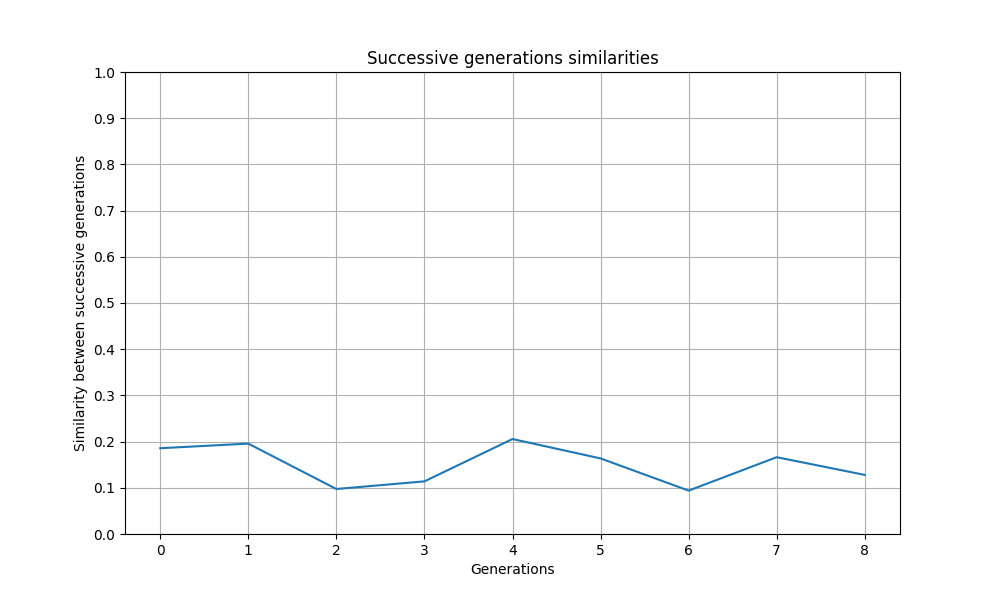 Successive generations similarities
Similarity between successive generations
1.0
0.9
0.8
0.7
0.6
0.5
0.4
0.3
0.2
0.1
0.0
0 1 2 3 4 5 6 7 8
Generations